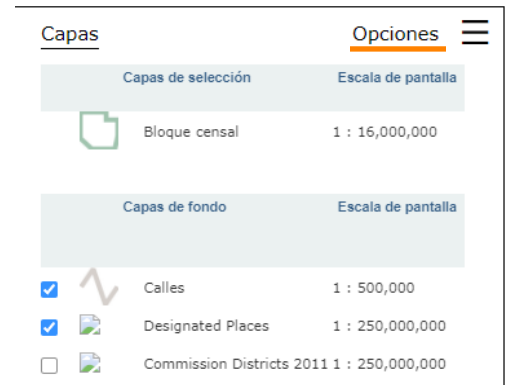 Capas Opciones
Capas de selección Escala de pantalla
Bloque censal 1 : 16,000,000
Capas de fondo Escala de pantalla
Calles 1 : 500,000
Designated Places 1 : 250,000,000
Commission Districts 2011 1 : 250,000,000